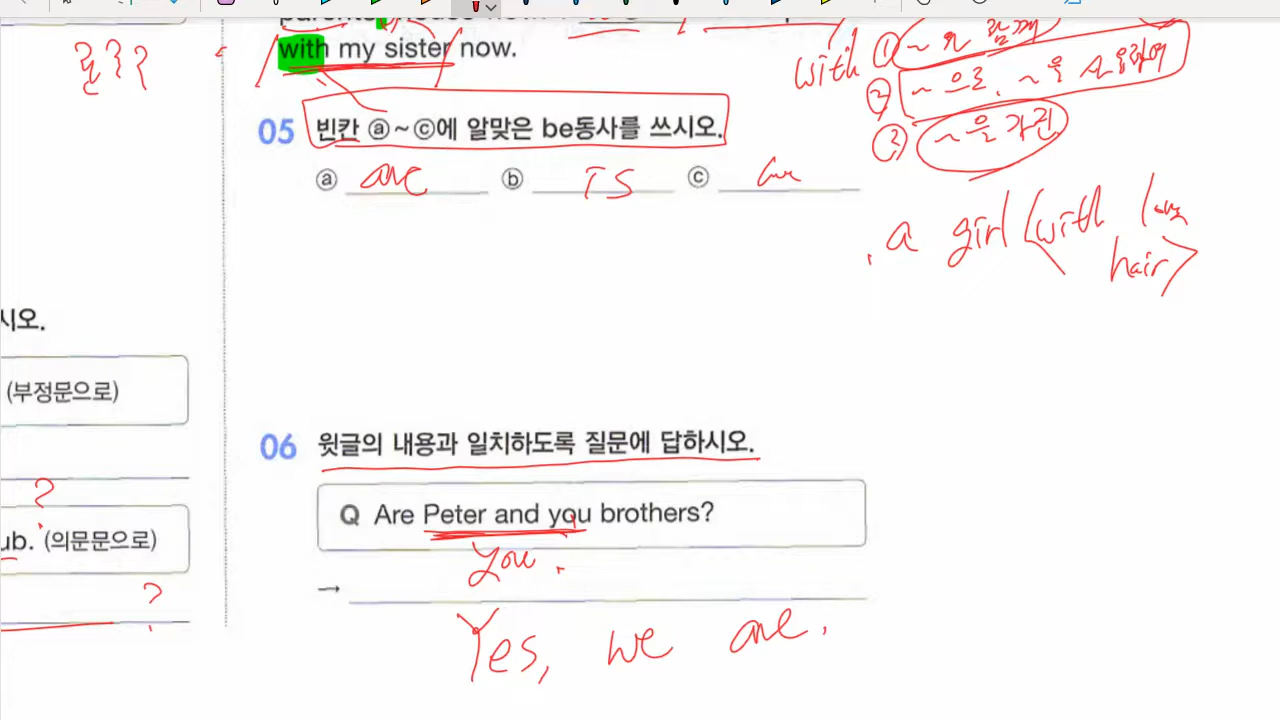 with my sister now.
with ① ~와 함께
② ~으로, ~을 사용하여
③ ~을 가진
05 빈칸 ⓐ~ⓒ에 알맞은 be동사를 쓰시오.
ⓐ are ⓑ is ⓒ are
a girl (with long
hair)
시오.
(부정문으로)
?
ub. (의문문으로)
?
06 윗글의 내용과 일치하도록 질문에 답하시오.
Q Are Peter and you brothers?
you.
→
Yes, we are.